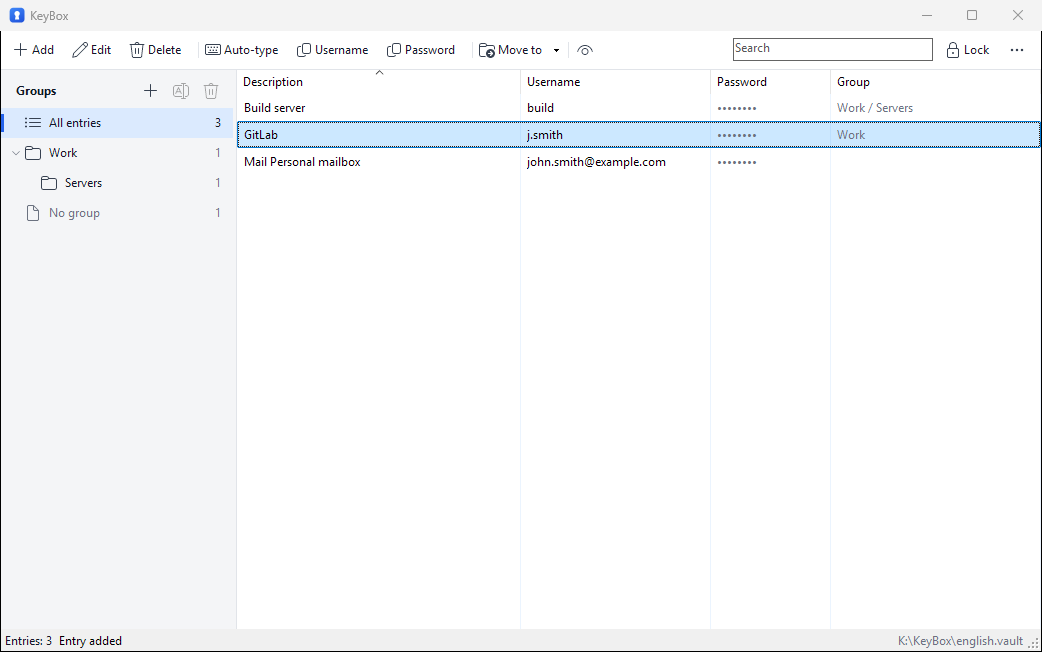 KeyBox
Add Edit Delete Auto-type Username Password Move to Search Lock
Groups
All entries 3
Work 1
Servers 1
No group 1
Description Username Password Group
Build server build •••••••• Work / Servers
GitLab j.smith •••••••• Work
Mail Personal mailbox john.smith@example.com ••••••••
Entries: 3 Entry added K:\KeyBox\english.vault